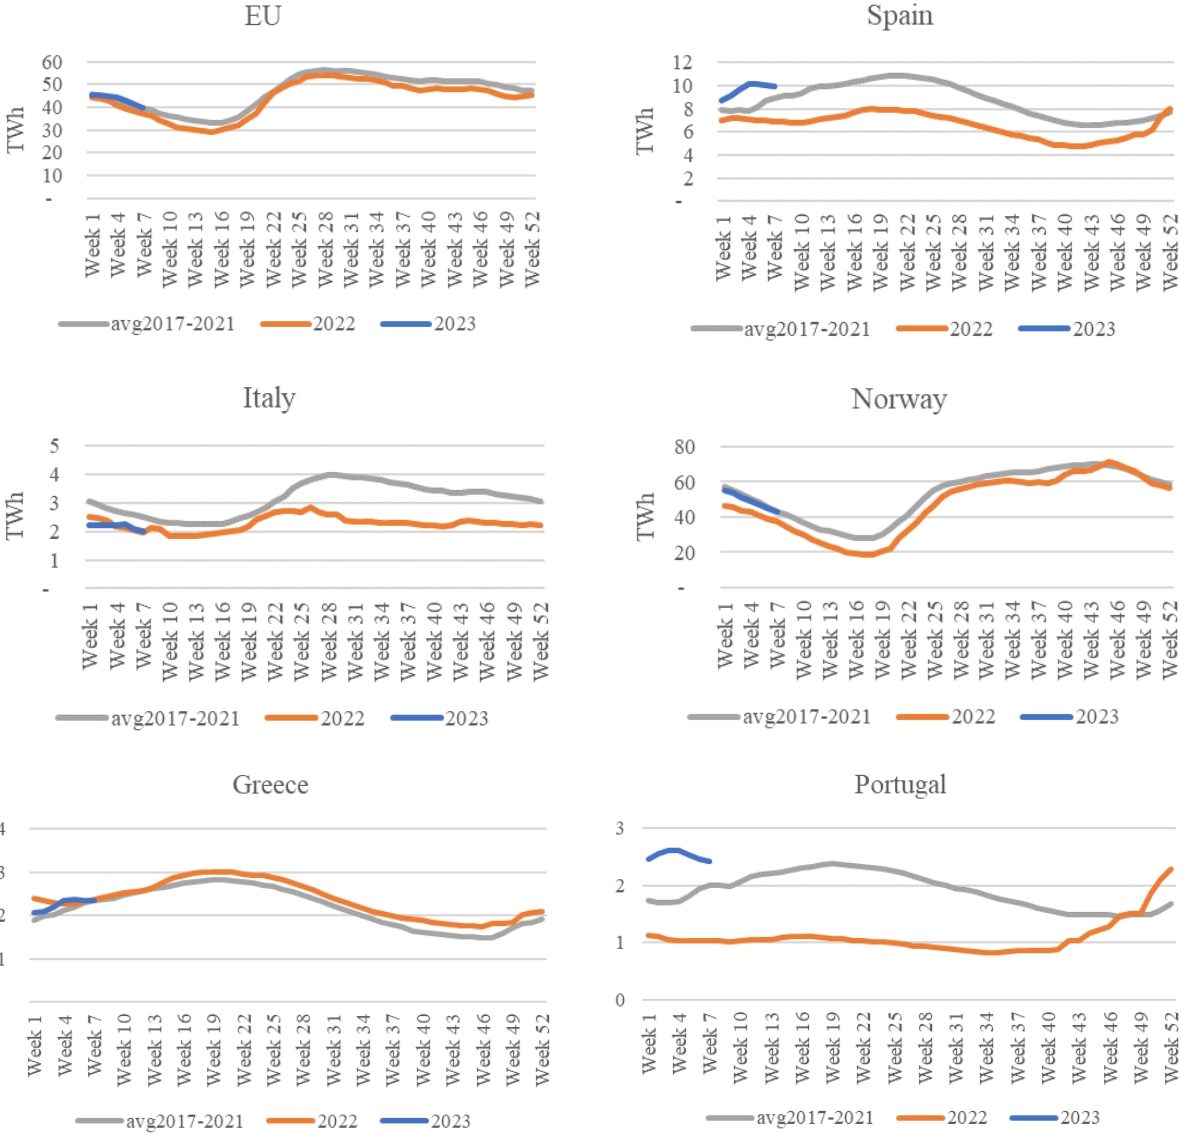 EU
60
50
40
30
20
10
-
TWh
Week 1
Week 4
Week 7
Week 10
Week 13
Week 16
Week 19
Week 22
Week 25
Week 28
Week 31
Week 34
Week 37
Week 40
Week 43
Week 46
Week 49
Week 52
avg2017-2021 2022 2023
Spain
12
10
8
6
4
2
-
TWh
Week 1
Week 4
Week 7
Week 10
Week 13
Week 16
Week 19
Week 22
Week 25
Week 28
Week 31
Week 34
Week 37
Week 40
Week 43
Week 46
Week 49
Week 52
avg2017-2021 2022 2023
Italy
5
4
3
2
1
-
TWh
Week 1
Week 4
Week 7
Week 10
Week 13
Week 16
Week 19
Week 22
Week 25
Week 28
Week 31
Week 34
Week 37
Week 40
Week 43
Week 46
Week 49
Week 52
avg2017-2021 2022 2023
Norway
80
60
40
20
-
TWh
Week 1
Week 4
Week 7
Week 10
Week 13
Week 16
Week 19
Week 22
Week 25
Week 28
Week 31
Week 34
Week 37
Week 40
Week 43
Week 46
Week 49
Week 52
avg2017-2021 2022 2023
Greece
4
3
2
1
Week 1
Week 4
Week 7
Week 10
Week 13
Week 16
Week 19
Week 22
Week 25
Week 28
Week 31
Week 34
Week 37
Week 40
Week 43
Week 46
Week 49
Week 52
avg2017-2021 2022 2023
Portugal
3
2
1
0
Week 1
Week 4
Week 7
Week 10
Week 13
Week 16
Week 19
Week 22
Week 25
Week 28
Week 31
Week 34
Week 37
Week 40
Week 43
Week 46
Week 49
Week 52
avg2017-2021 2022 2023